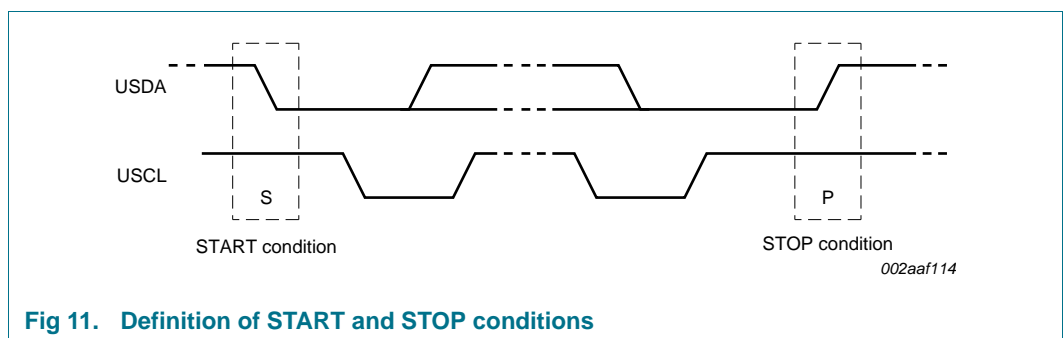 USDA
USCL
S
P
START condition
STOP condition
002aaf114
Fig 11. Definition of START and STOP conditions